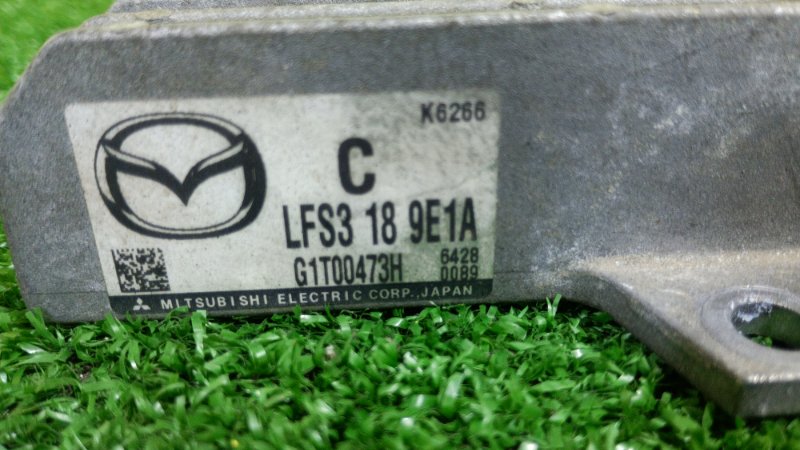 K6266
C
LFS3 18 9E1A
G1T00473H 6428
0089
MITSUBISHI ELECTRIC CORP., JAPAN